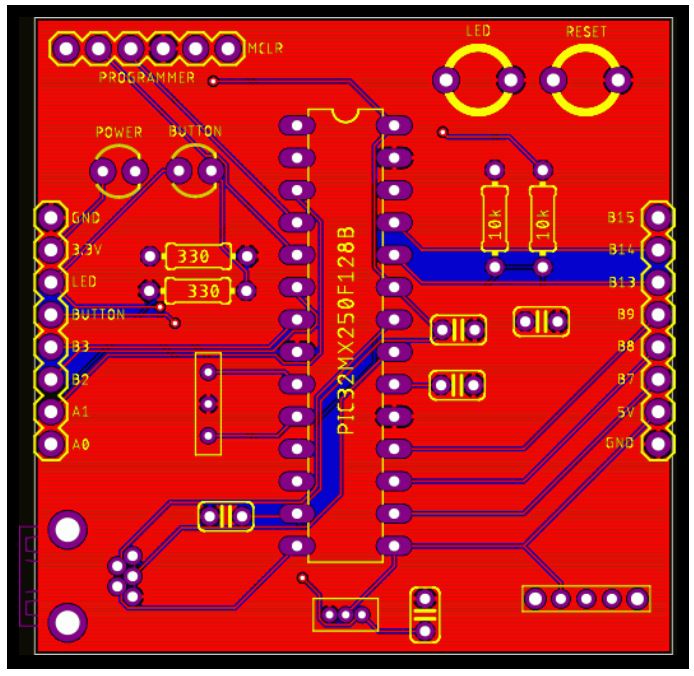 LED
RESET
MCLR
PROGRAMMER
POWER
BUTTON
GND
3.3V
LED
BUTTON
B3
B2
A1
A0
330
330
PIC32MX250F128B
10k
10k
B15
B14
B13
B9
B8
B7
5V
GND